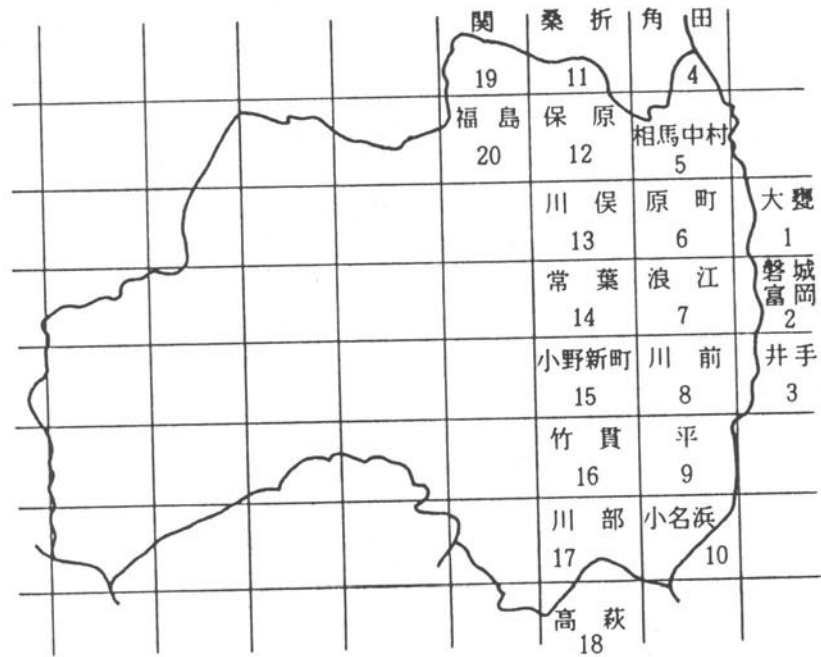 関 桑折 角田
19 11 4
福島 保原 相馬中村
20 12 5
川俣 原町 大甕
13 6 1
常葉 浪江 磐城
富岡
14 7 2
小野新町 川前 井手
15 8 3
竹貫 平
16 9
川部 小名浜
17 10
高萩
18